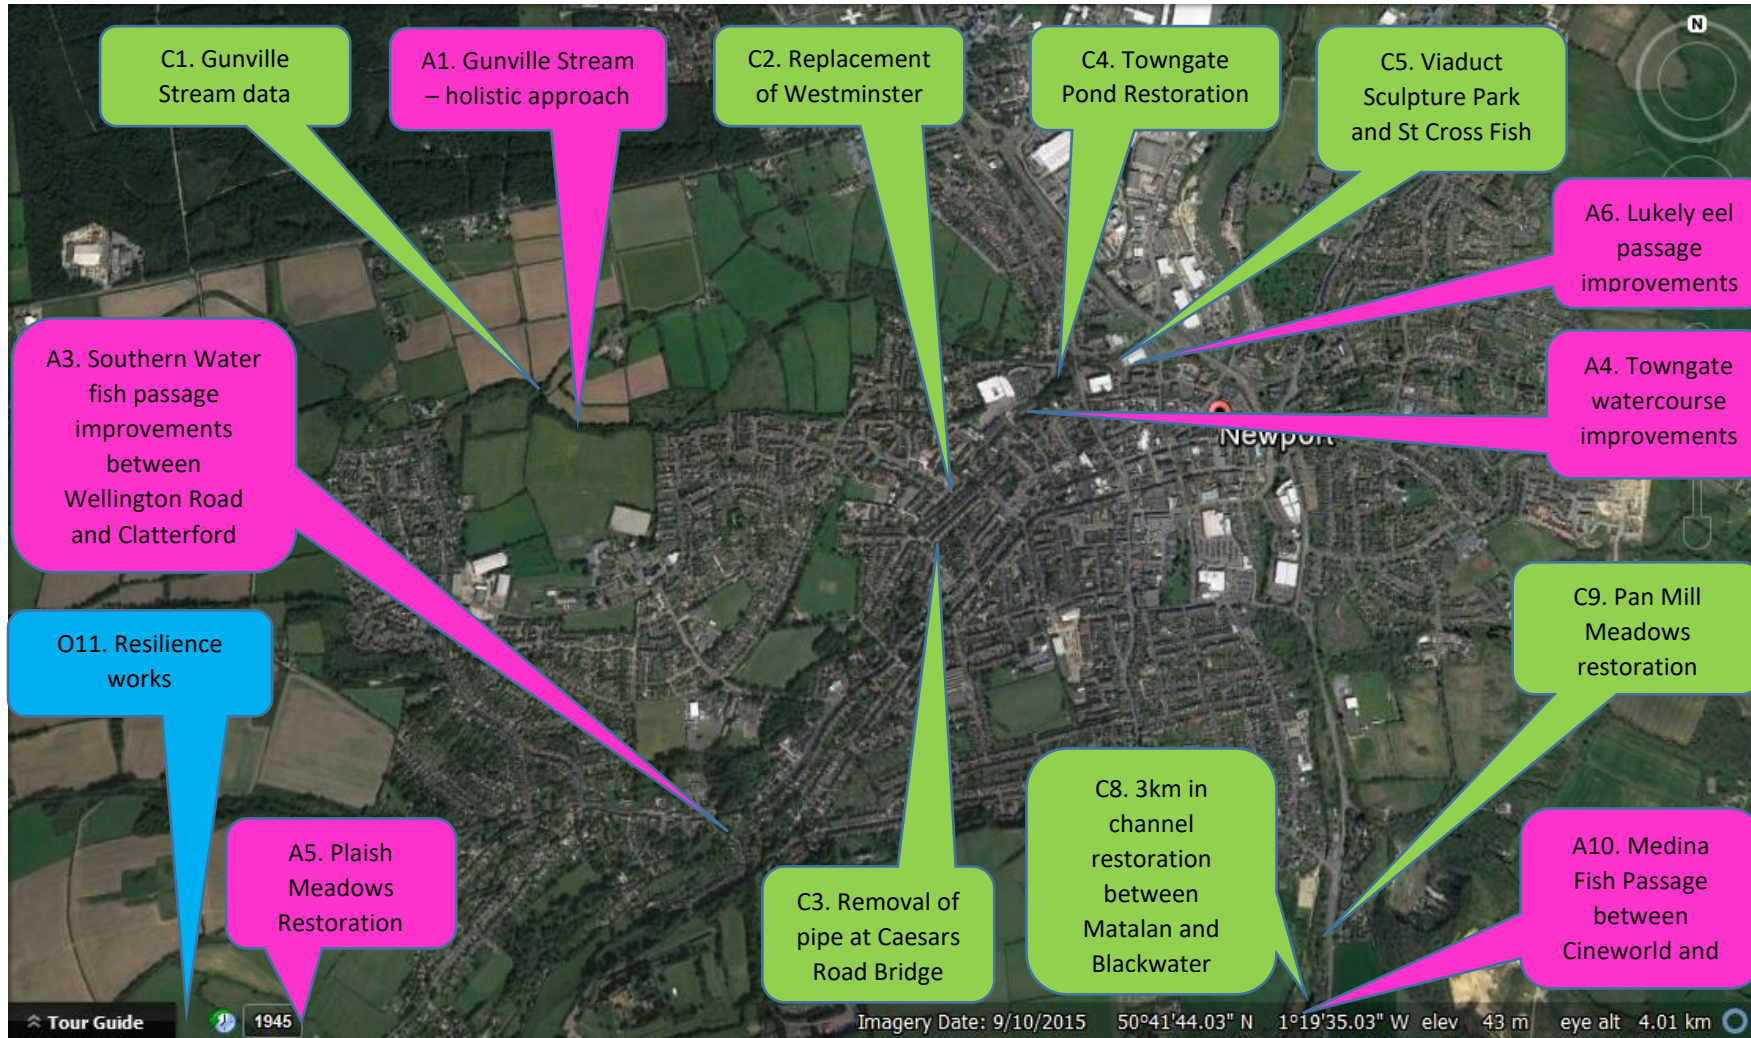 C1. Gunville
Stream data
A1. Gunville Stream
– holistic approach
C2. Replacement
of Westminster
C4. Towngate
Pond Restoration
C5. Viaduct
Sculpture Park
and St Cross Fish
N
A6. Lukely eel
passage
improvements
A3. Southern Water
fish passage
improvements
between
Wellington Road
and Clatterford
A4. Towngate
watercourse
improvements
Newport
O11. Resilience
works
C9. Pan Mill
Meadows
restoration
A5. Plaish
Meadows
Restoration
C3. Removal of
pipe at Caesars
Road Bridge
C8. 3km in
channel
restoration
between
Matalan and
Blackwater
A10. Medina
Fish Passage
between
Cineworld and
Tour Guide
1945
Imagery Date: 9/10/2015 50°41'44.03" N 1°19'35.03" W elev 43 m eye alt 4.01 km